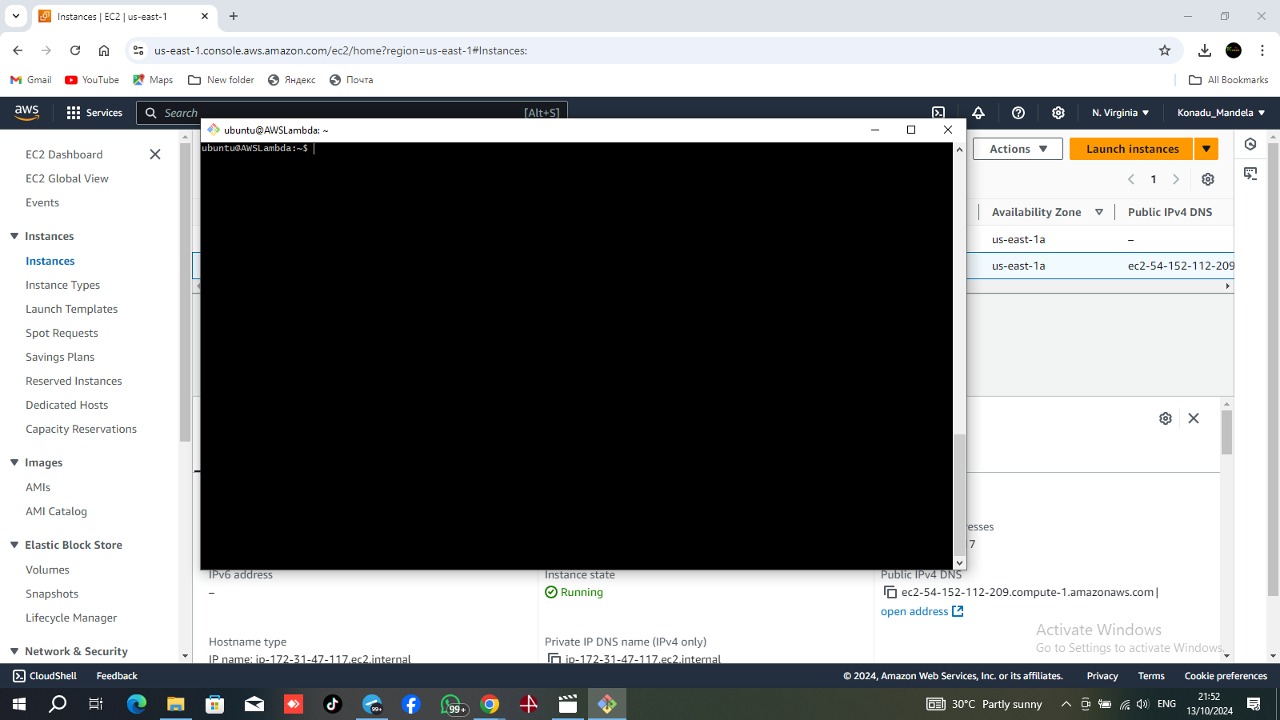 Instances | EC2 | us-east-1
us-east-1.console.aws.amazon.com/ec2/home?region=us-east-1#Instances:
Gmail YouTube Maps New folder Яндекс Почта All Bookmarks
aws Services Search [Alt+S] N. Virginia Konadu_Mandela
ubuntu@AWSLambda: ~
ubuntu@AWSLambda:~$
EC2 Dashboard
EC2 Global View
Events
Instances
Instances
Instance Types
Launch Templates
Spot Requests
Savings Plans
Reserved Instances
Dedicated Hosts
Capacity Reservations
Images
AMIs
AMI Catalog
Elastic Block Store
Volumes
Snapshots
Lifecycle Manager
Network & Security
Actions Launch instances
1
Availability Zone Public IPv4 DNS
us-east-1a –
us-east-1a ec2-54-152-112-209
esses
7
IPv6 address Instance state Public IPv4 DNS
– Running ec2-54-152-112-209.compute-1.amazonaws.com |
open address
Hostname type Private IP DNS name (IPv4 only)
IP name: ip-172-31-47-117.ec2.internal ip-172-31-47-117.ec2.internal
Activate Windows
Go to Settings to activate Windows.
CloudShell Feedback © 2024, Amazon Web Services, Inc. or its affiliates. Privacy Terms Cookie preferences
99+ 99+ 30°C Partly sunny ENG 21:52
13/10/2024